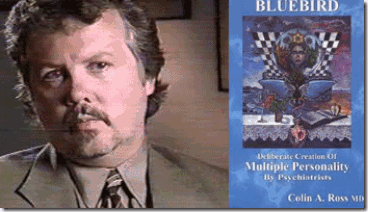 BLUEBIRD
Deliberate Creation Of
Multiple Personality
By Psychiatrists
Colin A. Ross MD